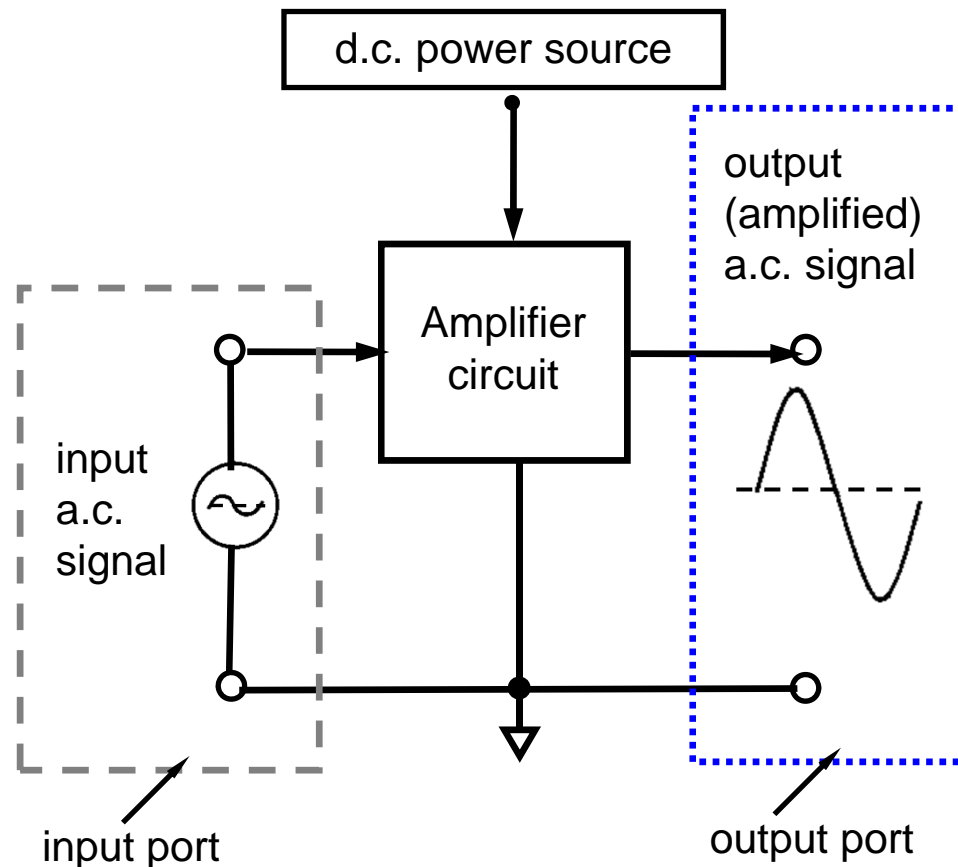 d.c. power source
output
(amplified)
a.c. signal
Amplifier
circuit
input
a.c.
signal
input port
output port